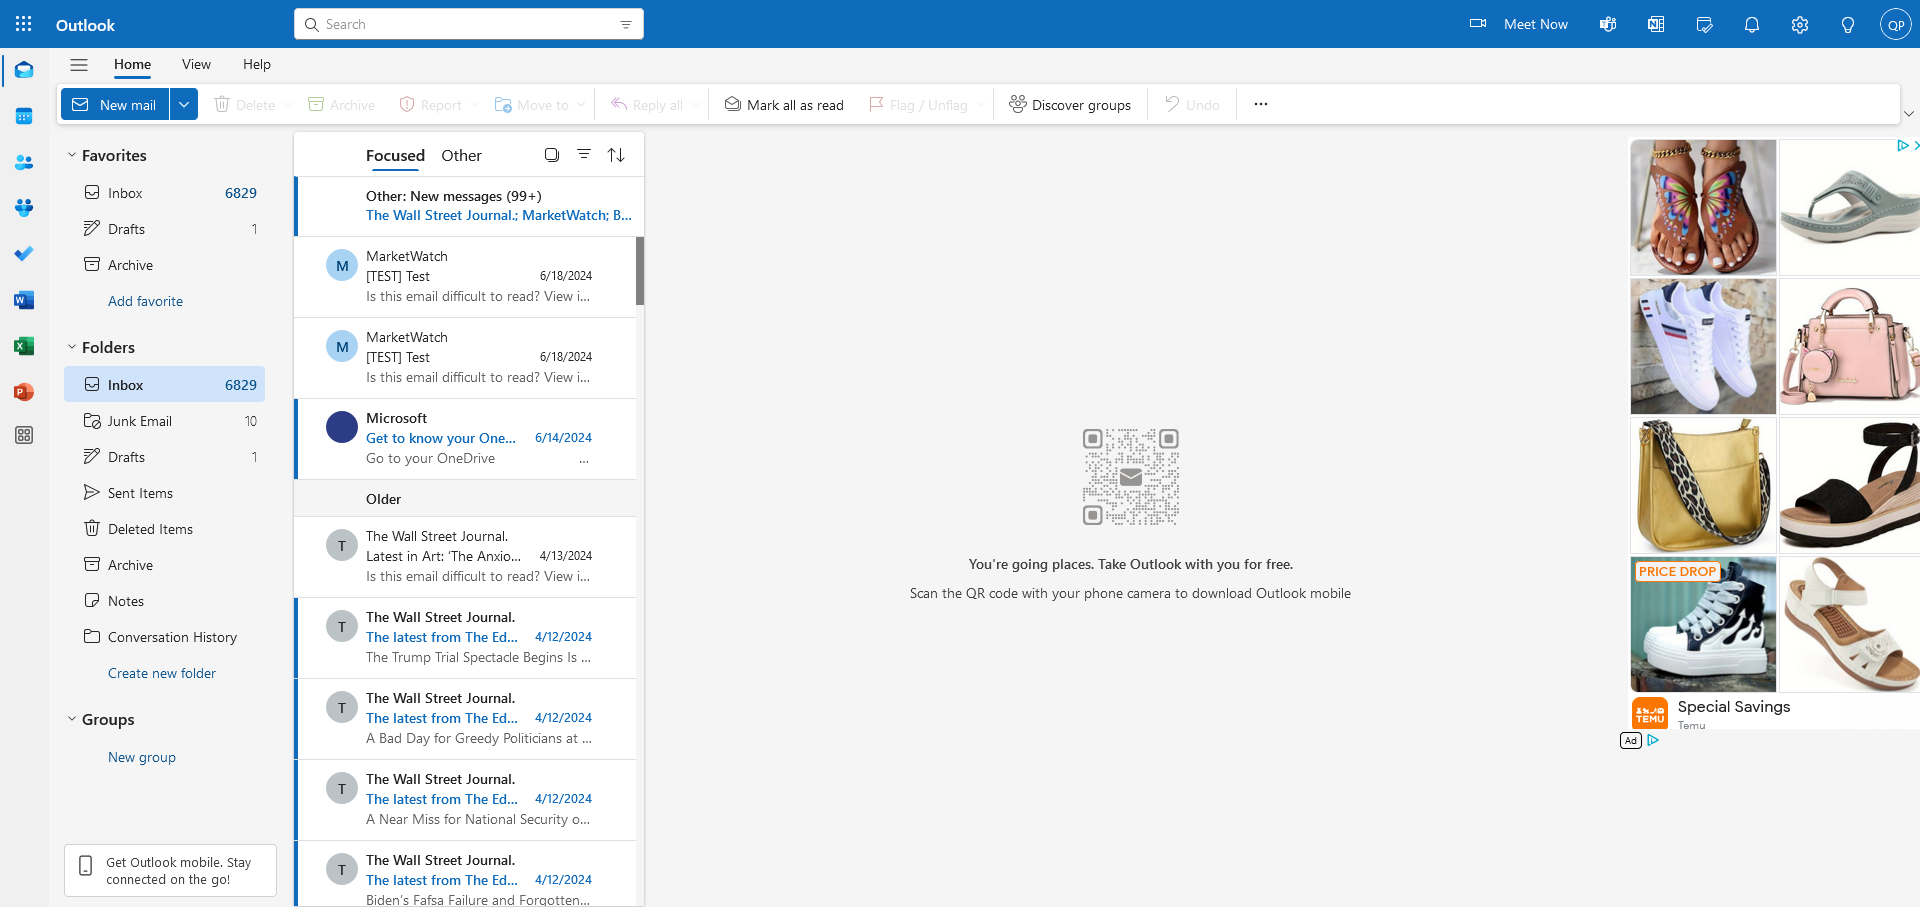 Outlook
Search
Meet Now
QP
Home
View
Help
New mail
Delete
Archive
Report
Move to
Reply all
Mark all as read
Flag / Unflag
Discover groups
Undo
Favorites
Inbox 6829
Drafts 1
Archive
Add favorite
Folders
Inbox 6829
Junk Email 10
Drafts 1
Sent Items
Deleted Items
Archive
Notes
Conversation History
Create new folder
Groups
New group
Get Outlook mobile. Stay
connected on the go!
Focused
Other
Other: New messages (99+)
The Wall Street Journal.; MarketWatch; B...
M
MarketWatch
[TEST] Test 6/18/2024
Is this email difficult to read? View i...
M
MarketWatch
[TEST] Test 6/18/2024
Is this email difficult to read? View i...
Microsoft
Get to know your One... 6/14/2024
Go to your OneDrive ...
Older
T
The Wall Street Journal.
Latest in Art: ‘The Anxio... 4/13/2024
Is this email difficult to read? View i...
T
The Wall Street Journal.
The latest from The Ed... 4/12/2024
The Trump Trial Spectacle Begins Is ...
T
The Wall Street Journal.
The latest from The Ed... 4/12/2024
A Bad Day for Greedy Politicians at ...
T
The Wall Street Journal.
The latest from The Ed... 4/12/2024
A Near Miss for National Security o...
T
The Wall Street Journal.
The latest from The Ed... 4/12/2024
Biden’s Fafsa Failure and Forgotten...
You're going places. Take Outlook with you for free.
Scan the QR code with your phone camera to download Outlook mobile
PRICE DROP
TEMU
Special Savings
Temu
Ad